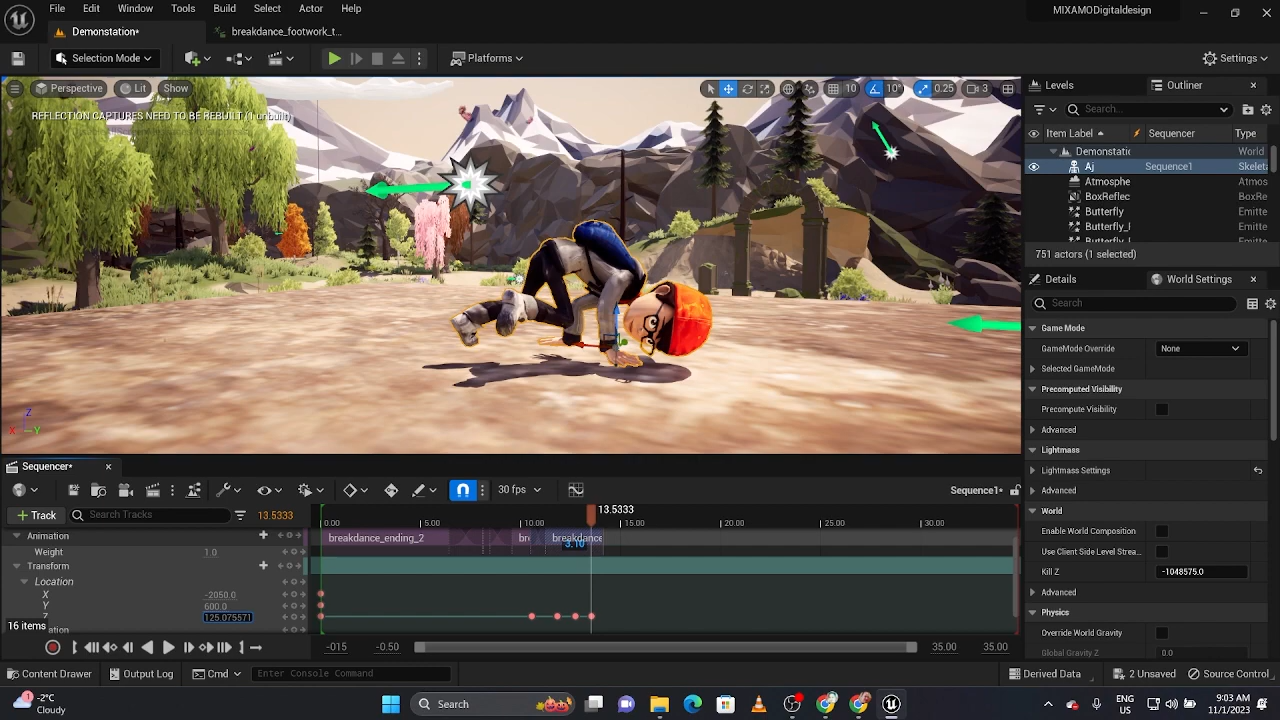 File Edit Window Tools Build Select Actor Help
MIXAMODigitaldesign
Demonstation* breakdance_footwork_t...
Selection Mode Platforms Settings
Perspective Lit Show 10 10° 0.25 3
REFLECTION CAPTURES NEED TO BE REBUILT (1 unbuilt)
Levels Outliner
Search...
Item Label Sequencer Type
Demonstatic World
Aj Sequence1 Skelet
Atmosphe Atmos
BoxReflec BoxRe
Butterfly Emitte
Butterfly_I Emitte
751 actors (1 selected)
Details World Settings
Search
Game Mode
GameMode Override None
Selected GameMode
Precomputed Visibility
Precompute Visibility
Advanced
Lightmass
Lightmass Settings
Advanced
World
Enable World Composition
Use Client Side Level Strea...
Kill Z -1048575.0
Advanced
Physics
Override World Gravity
Global Gravity Z 0.0
Z
X Y
Sequencer*
30 fps Sequence1*
Track Search Tracks 13.5333
13.5333
0.00 5.00 10.00 15.00 20.00 25.00 30.00
Animation breakdance_ending_2 bre breakdance
3.10
Weight 1.0
Transform
Location
X -2050.0
Y 600.0
125.075571
16 items
-015 -0.50 35.00 35.00
Content Drawer Output Log Cmd Enter Console Command Derived Data 2 Unsaved Source Control
-2°C
Cloudy
Search
ENG
US
9:03 AM
11/1/2023